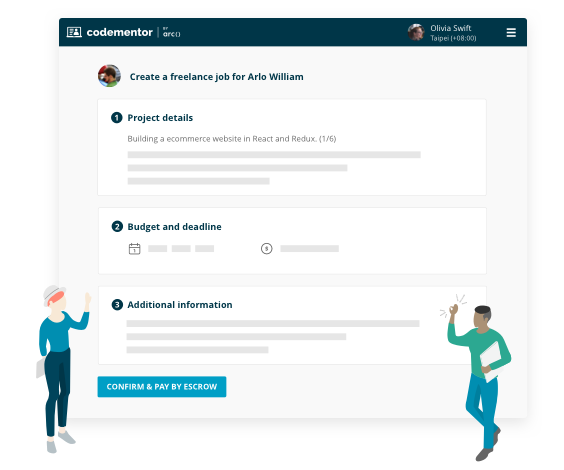 codementor
BY
arc()
Olivia Swift
Taipei (+08:00)
Create a freelance job for Arlo William
1 Project details
Building a ecommerce website in React and Redux. (1/6)
2 Budget and deadline
1
$
3 Additional information
CONFIRM & PAY BY ESCROW